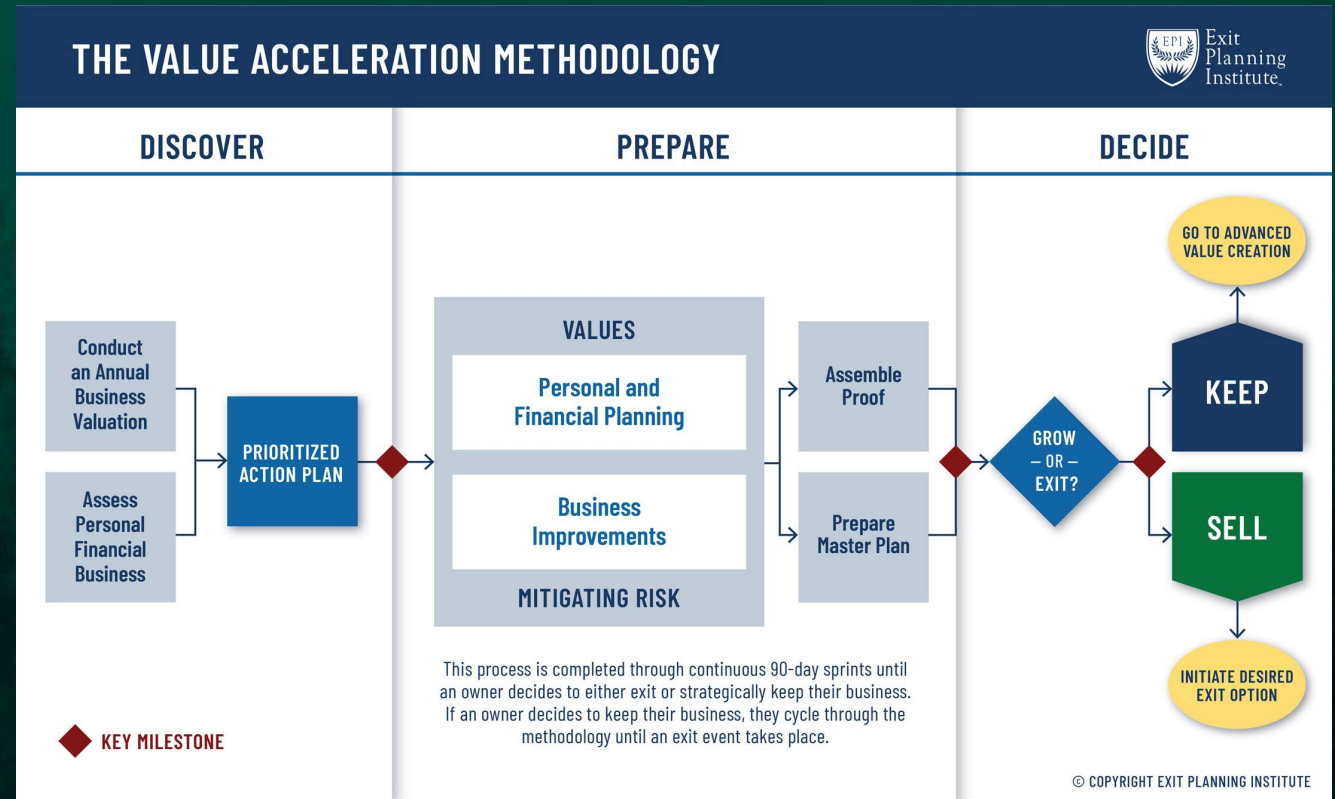 THE VALUE ACCELERATION METHODOLOGY
EPI
Exit
Planning
Institute™
DISCOVER
PREPARE
DECIDE
Conduct
an Annual
Business
Valuation
Assess
Personal
Financial
Business
PRIORITIZED
ACTION PLAN
VALUES
Personal and
Financial Planning
Business
Improvements
MITIGATING RISK
Assemble
Proof
Prepare
Master Plan
This process is completed through continuous 90-day sprints until
an owner decides to either exit or strategically keep their business.
If an owner decides to keep their business, they cycle through the
methodology until an exit event takes place.
GROW
– OR –
EXIT?
GO TO ADVANCED
VALUE CREATION
KEEP
SELL
INITIATE DESIRED
EXIT OPTION
KEY MILESTONE
© COPYRIGHT EXIT PLANNING INSTITUTE